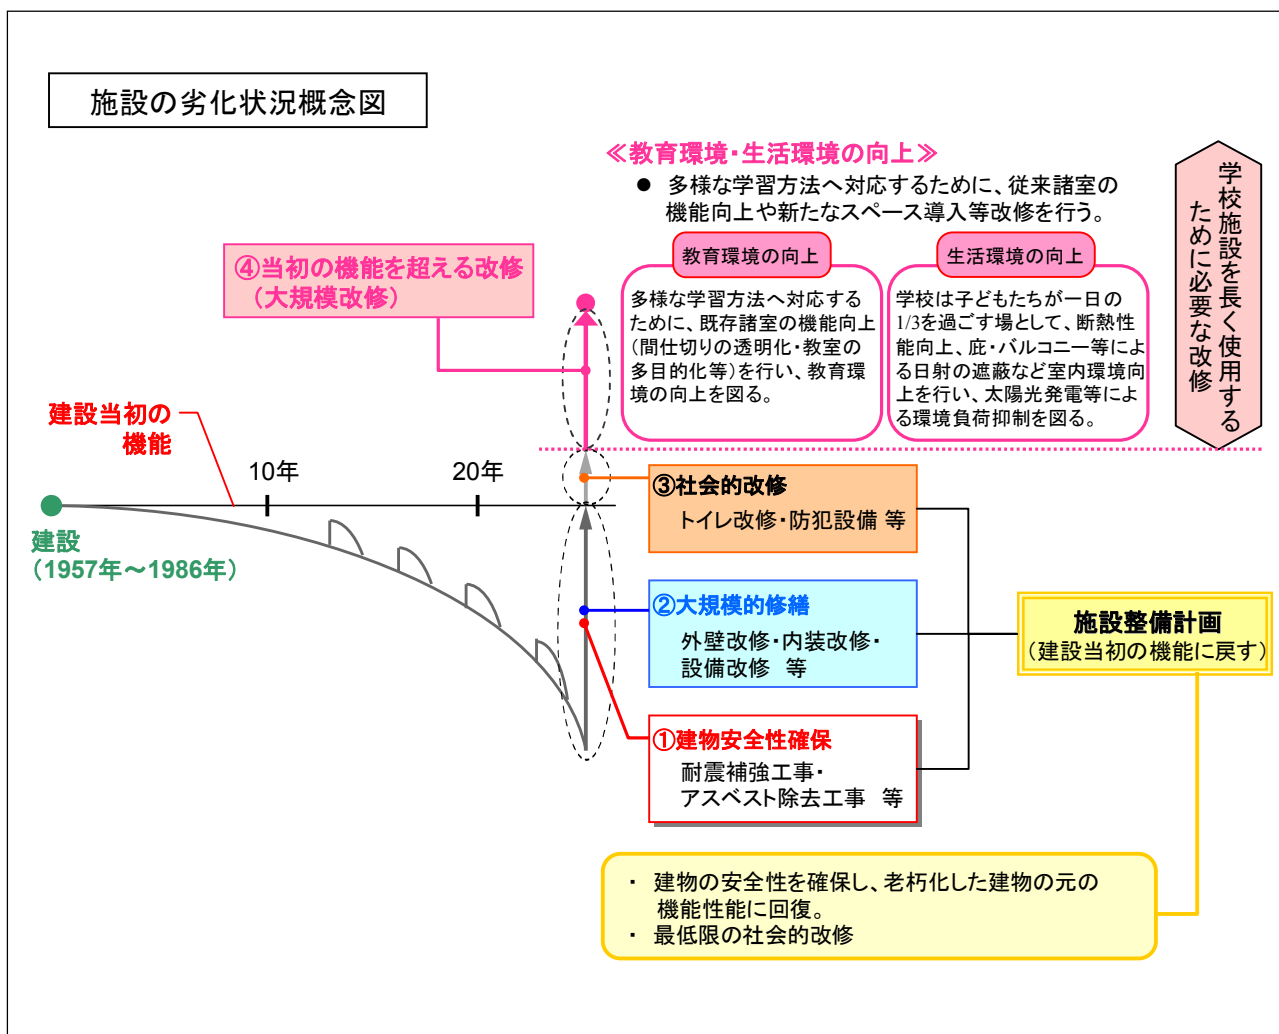 施設の劣化状況概念図
≪教育環境・生活環境の向上≫
● 多様な学習方法へ対応するために、従来諸室の
機能向上や新たなスペース導入等改修を行う。
学校施設を長く使用する
ために必要な改修
④当初の機能を超える改修
（大規模改修）
教育環境の向上
多様な学習方法へ対応する
ために、既存諸室の機能向上
（間仕切りの透明化・教室の
多目的化等）を行い、教育環
境の向上を図る。
生活環境の向上
学校は子どもたちが一日の
1/3を過ごす場として、断熱性
能向上、庇・バルコニー等によ
る日射の遮蔽など室内環境向
上を行い、太陽光発電等によ
る環境負荷抑制を図る。
建設当初の
機能
10年
20年
建設
（1957年～1986年）
③社会的改修
トイレ改修・防犯設備 等
②大規模的修繕
外壁改修・内装改修・
設備改修 等
①建物安全性確保
耐震補強工事・
アスベスト除去工事 等
施設整備計画
（建設当初の機能に戻す）
・ 建物の安全性を確保し、老朽化した建物の元の
機能性能に回復。
・ 最低限の社会的改修